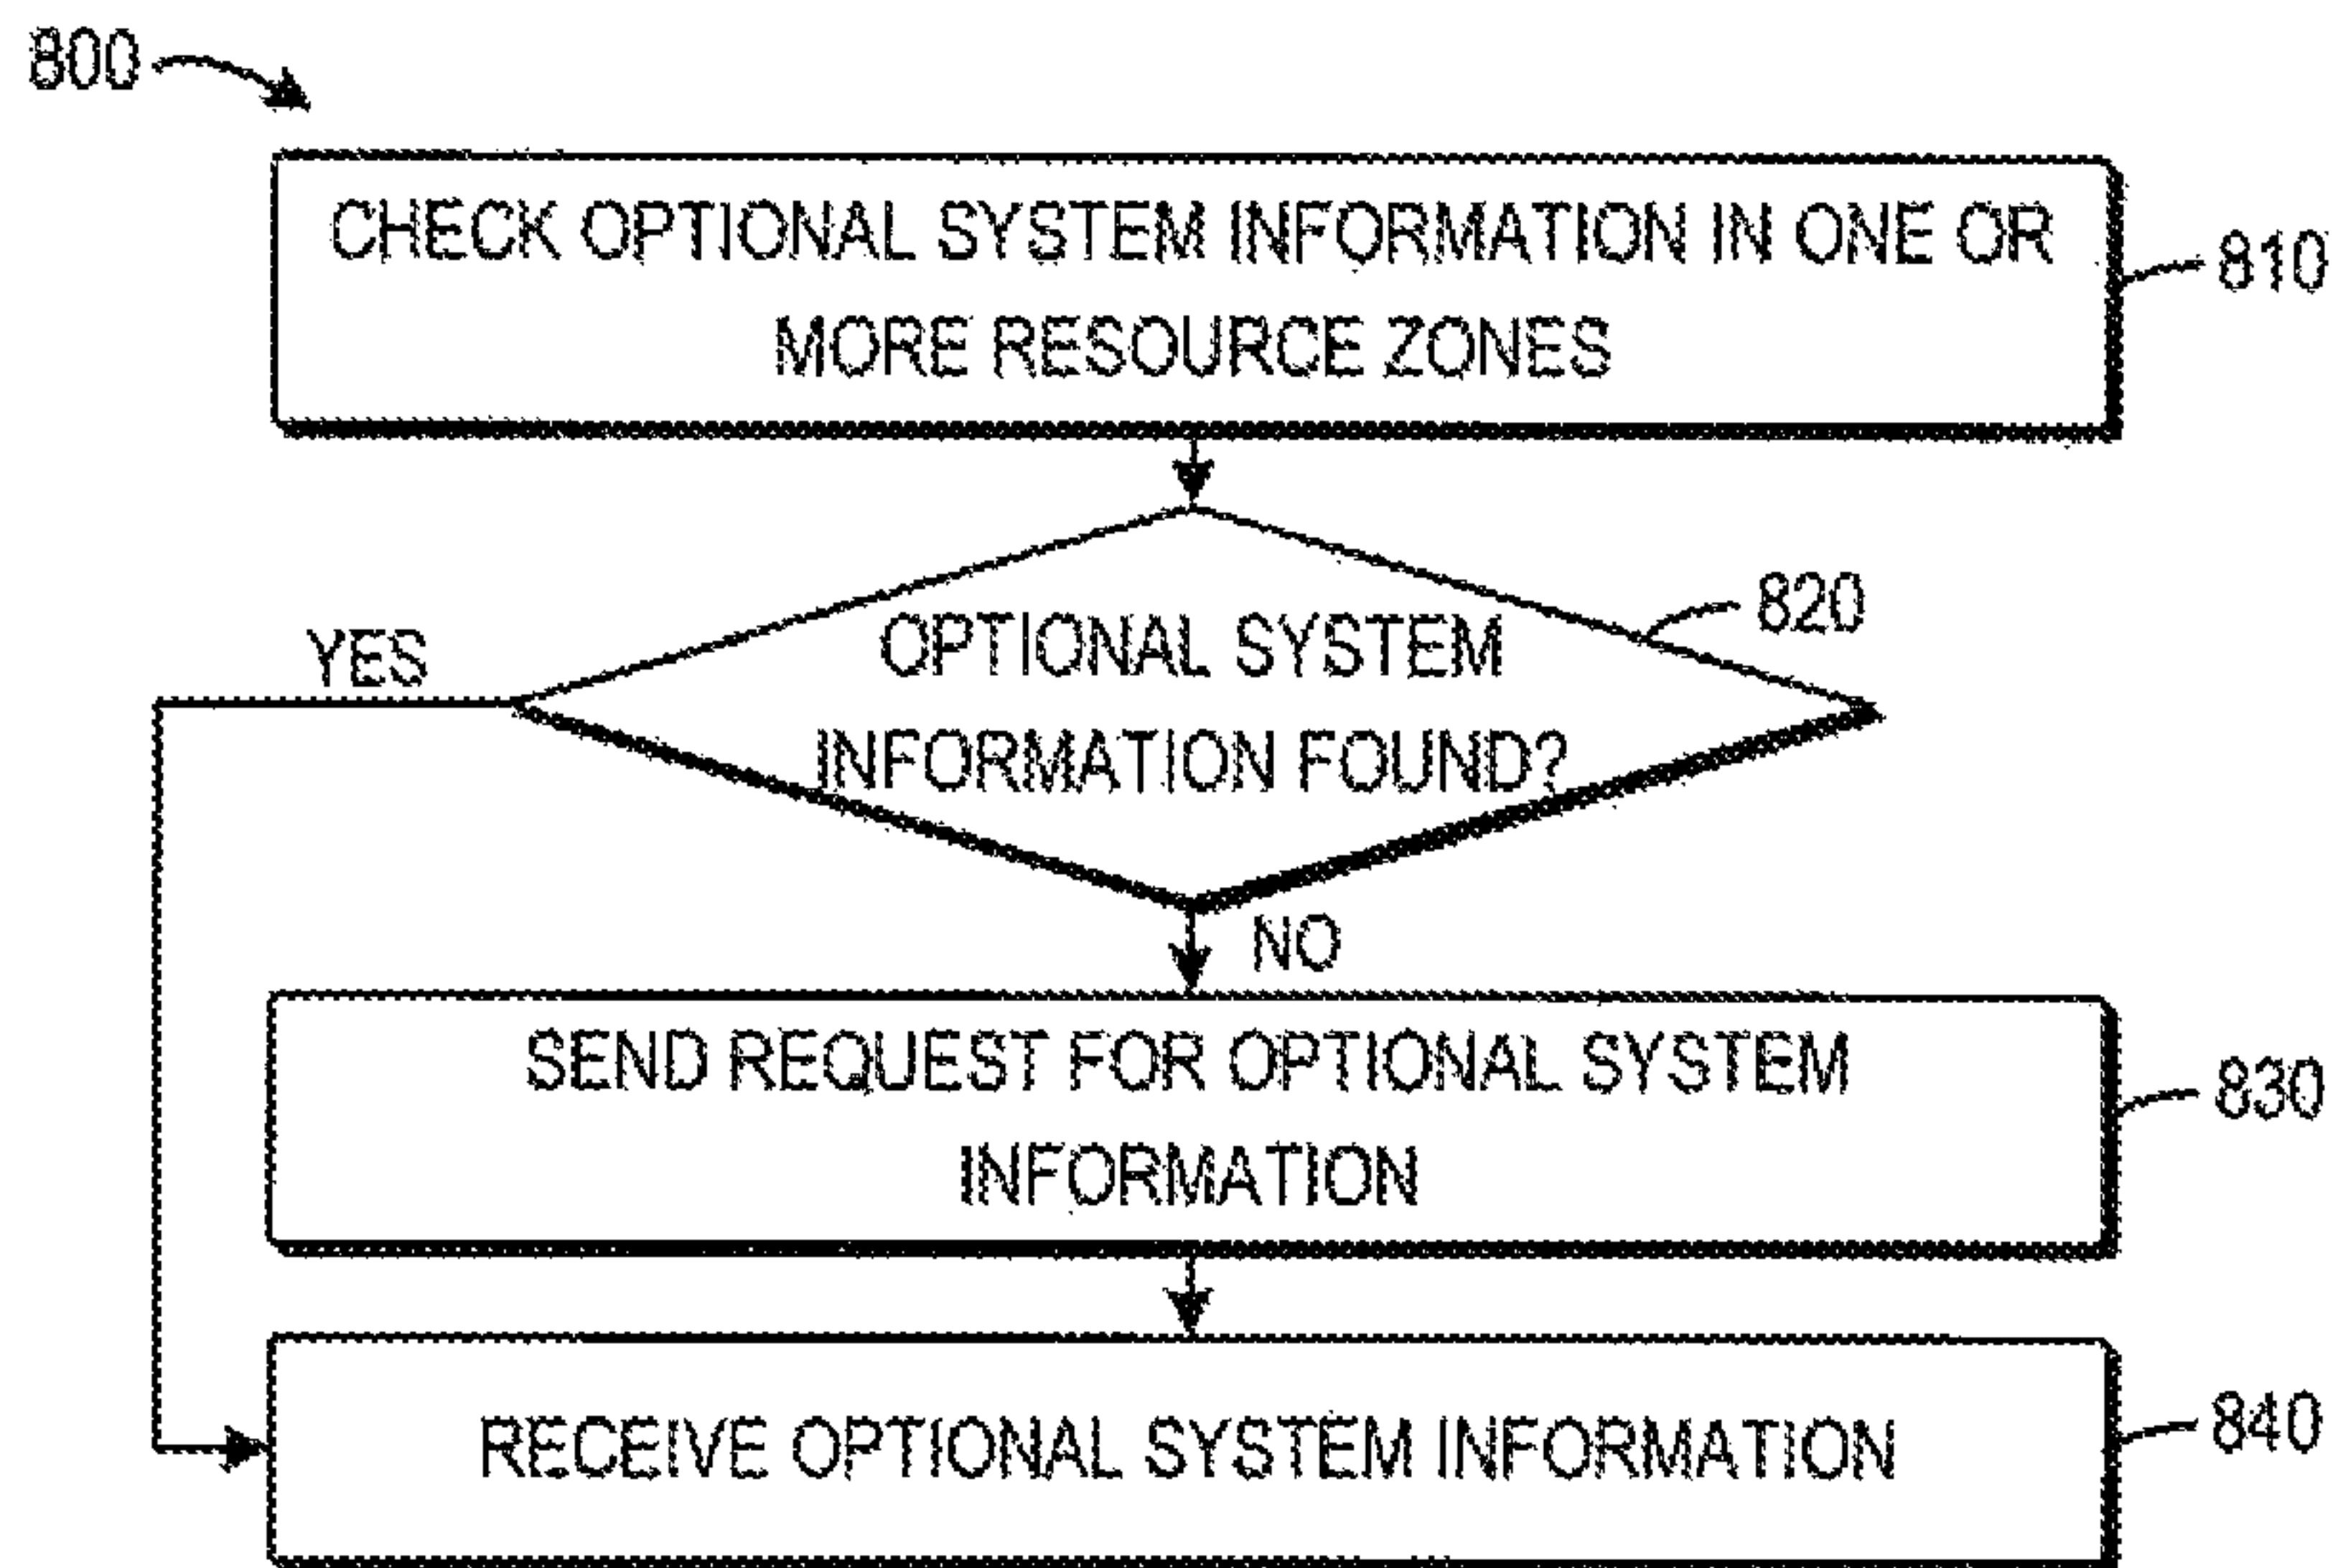 800
CHECK OPTIONAL SYSTEM INFORMATION IN ONE OR
MORE RESOURCE ZONES
810
820
OPTIONAL SYSTEM
YES
INFORMATION FOUND?
NO
SEND REQUEST FOR OPTIONAL SYSTEM
830
INFORMATION
RECEIVE OPTIONAL SYSTEM INFORMATION
840